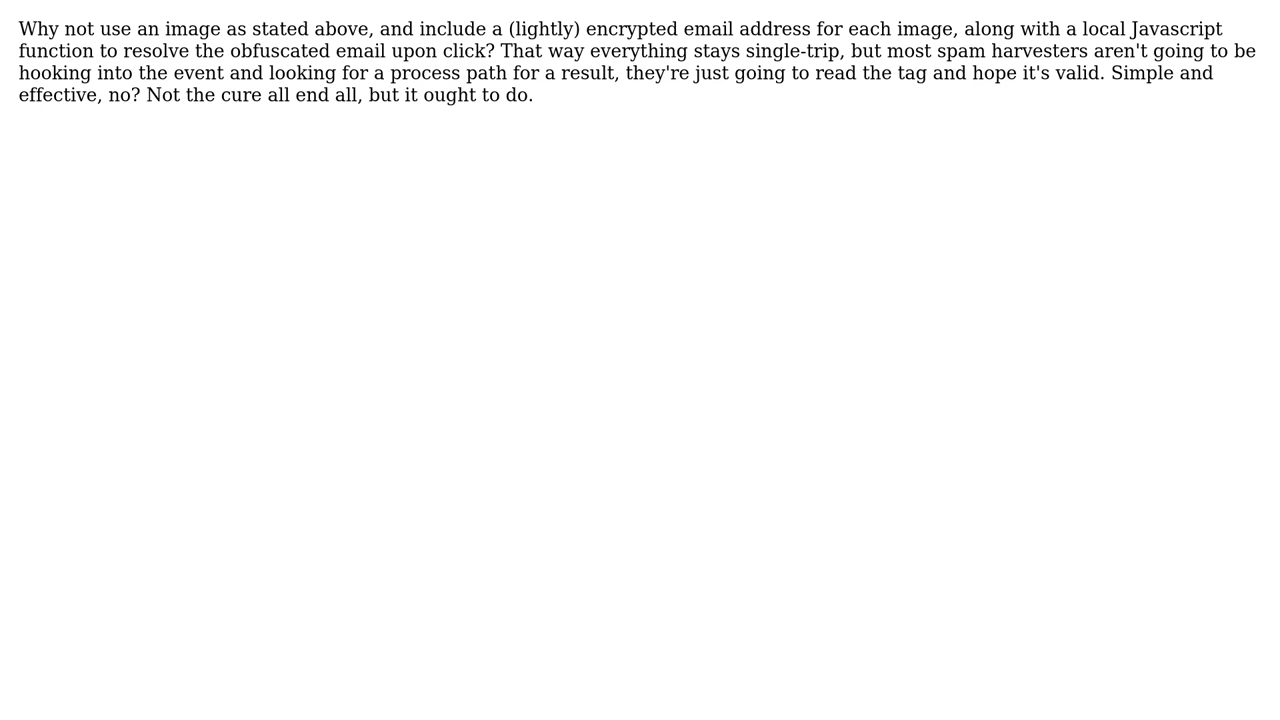 Why not use an image as stated above, and include a (lightly) encrypted email address for each image, along with a local Javascript
function to resolve the obfuscated email upon click? That way everything stays single-trip, but most spam harvesters aren't going to be
hooking into the event and looking for a process path for a result, they're just going to read the tag and hope it's valid. Simple and
effective, no? Not the cure all end all, but it ought to do.